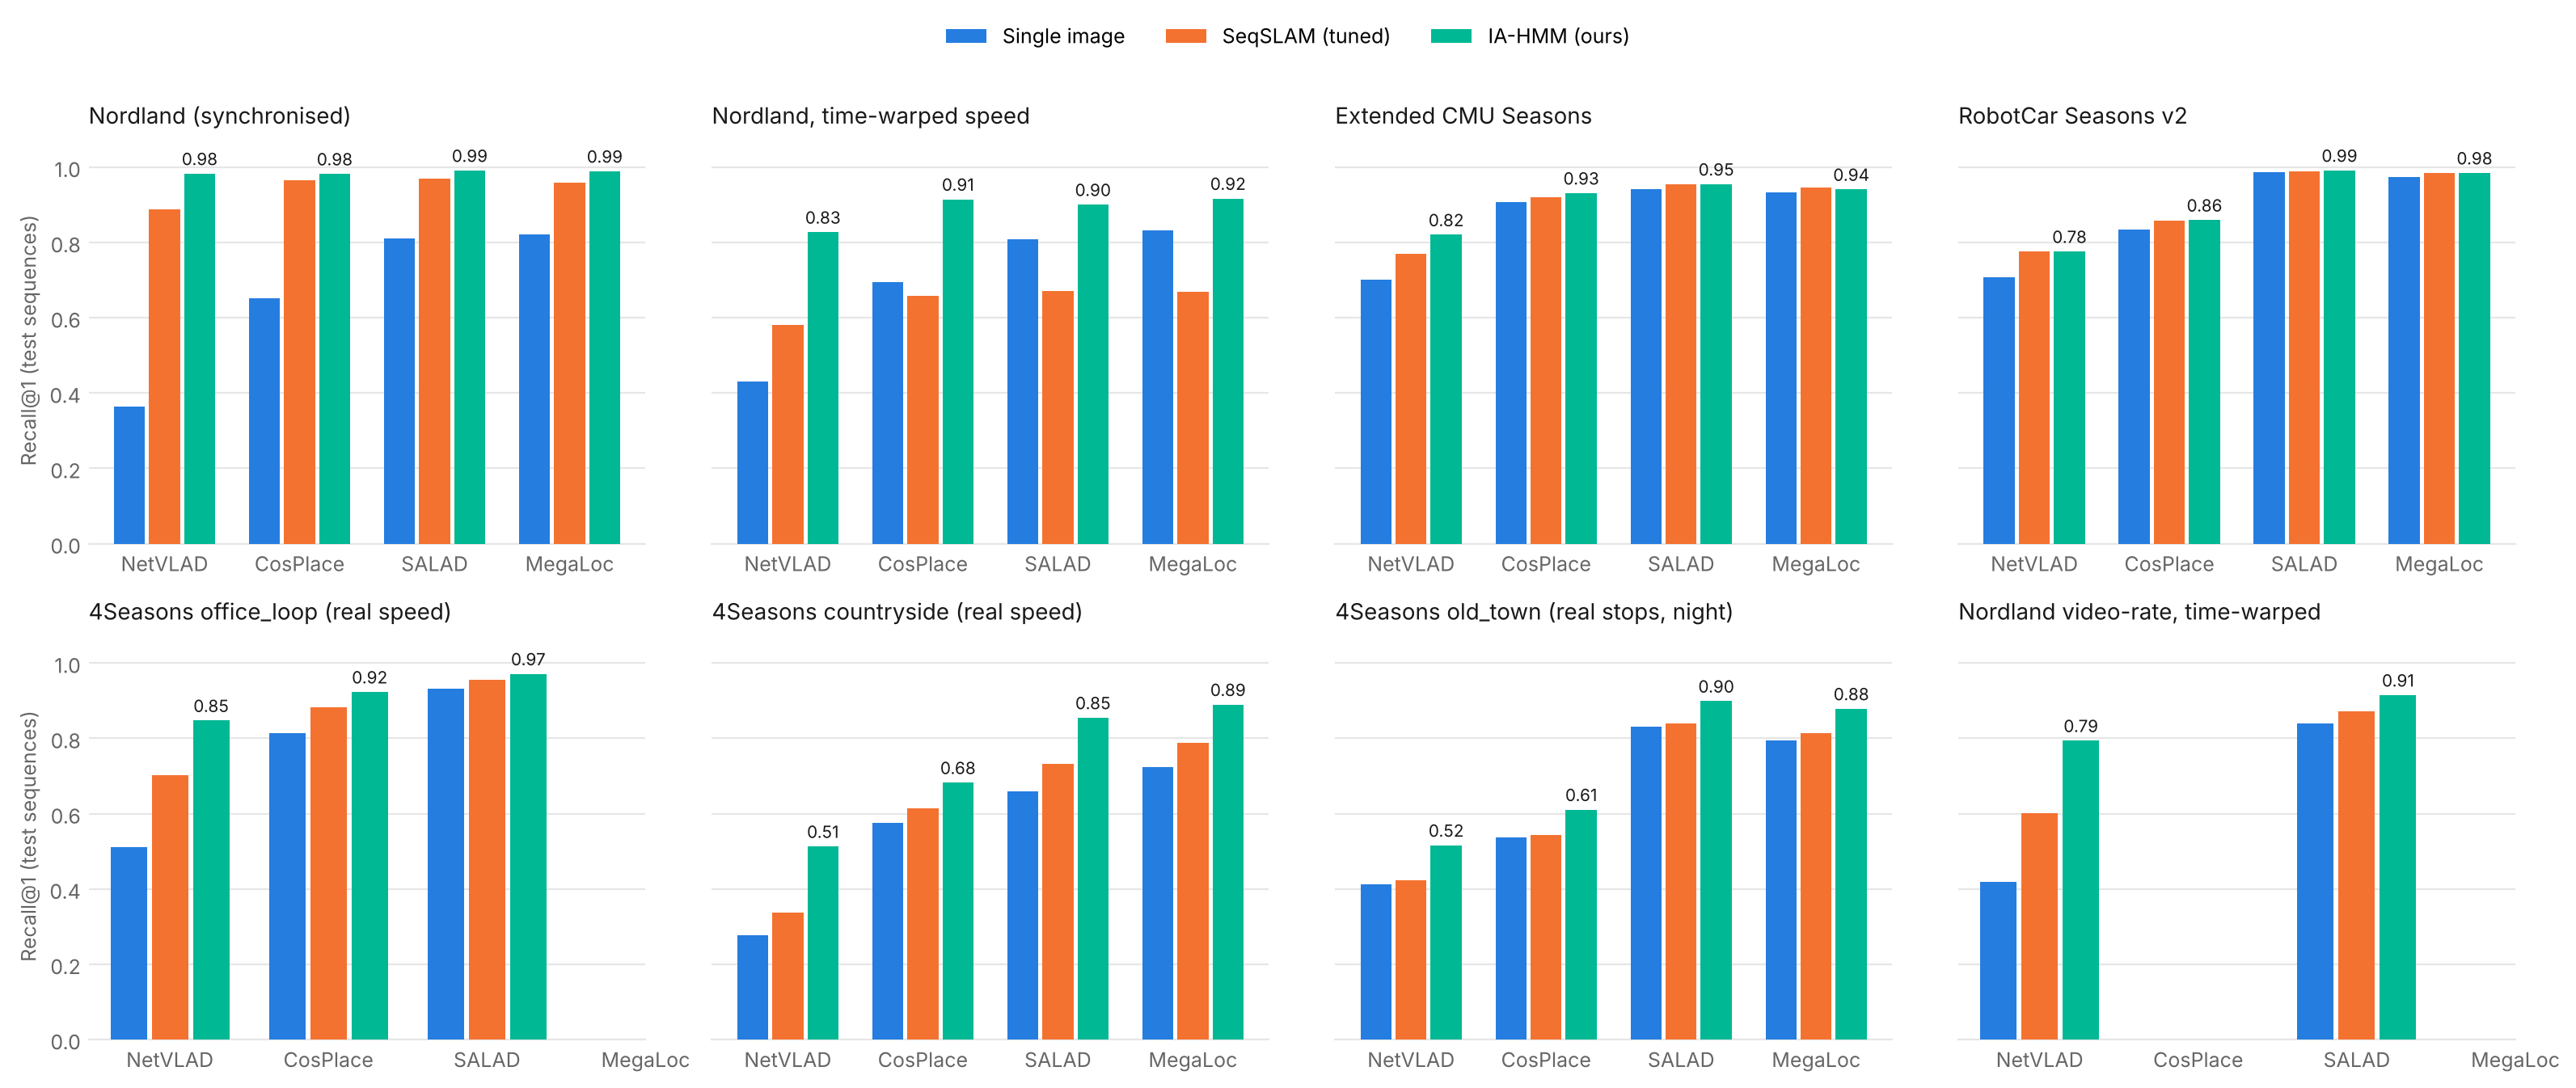 Single image SeqSLAM (tuned) IA-HMM (ours)
Nordland (synchronised)
Recall@1 (test sequences)
1.0
0.8
0.6
0.4
0.2
0.0
0.98 0.98 0.99 0.99
NetVLAD CosPlace SALAD MegaLoc
Nordland, time-warped speed
0.83 0.91 0.90 0.92
NetVLAD CosPlace SALAD MegaLoc
Extended CMU Seasons
0.82 0.93 0.95 0.94
NetVLAD CosPlace SALAD MegaLoc
RobotCar Seasons v2
0.78 0.86 0.99 0.98
NetVLAD CosPlace SALAD MegaLoc
4Seasons office_loop (real speed)
Recall@1 (test sequences)
1.0
0.8
0.6
0.4
0.2
0.0
0.85 0.92 0.97
NetVLAD CosPlace SALAD MegaLoc
4Seasons countryside (real speed)
0.51 0.68 0.85 0.89
NetVLAD CosPlace SALAD MegaLoc
4Seasons old_town (real stops, night)
0.52 0.61 0.90 0.88
NetVLAD CosPlace SALAD MegaLoc
Nordland video-rate, time-warped
0.79 0.91
NetVLAD CosPlace SALAD MegaLoc